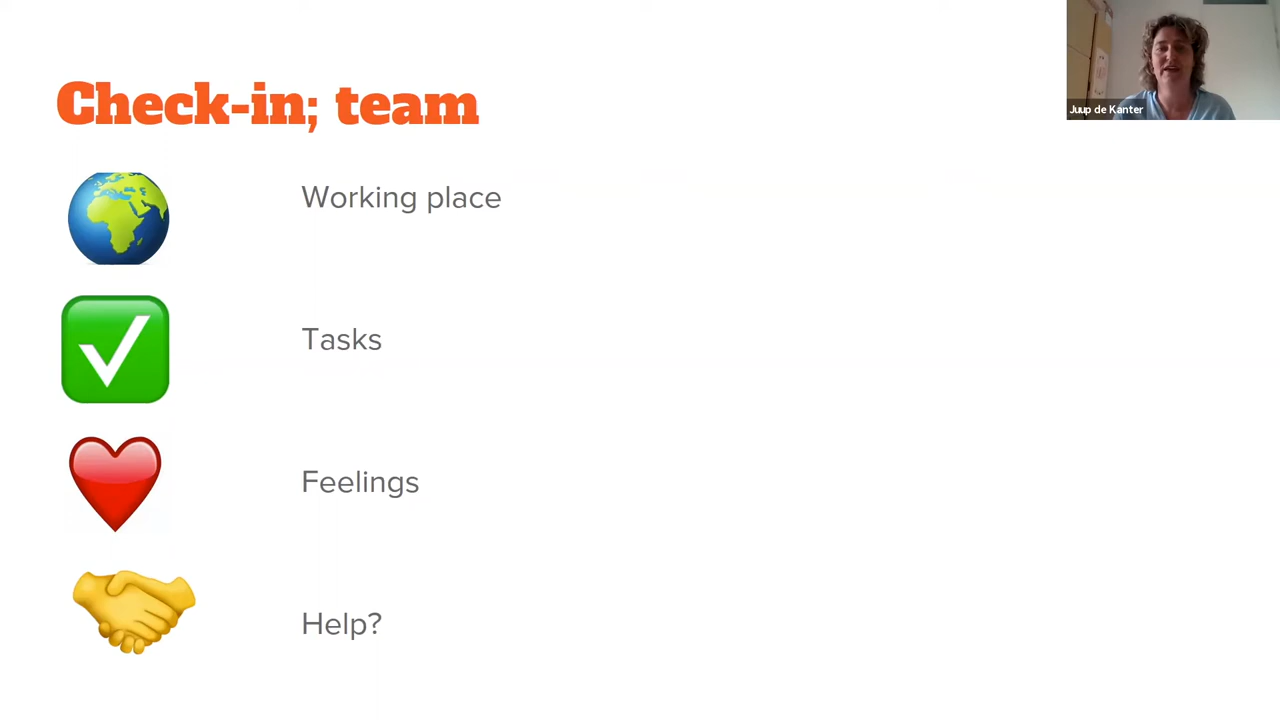 Check-in; team
Juup de Kanter
Working place
Tasks
Feelings
Help?